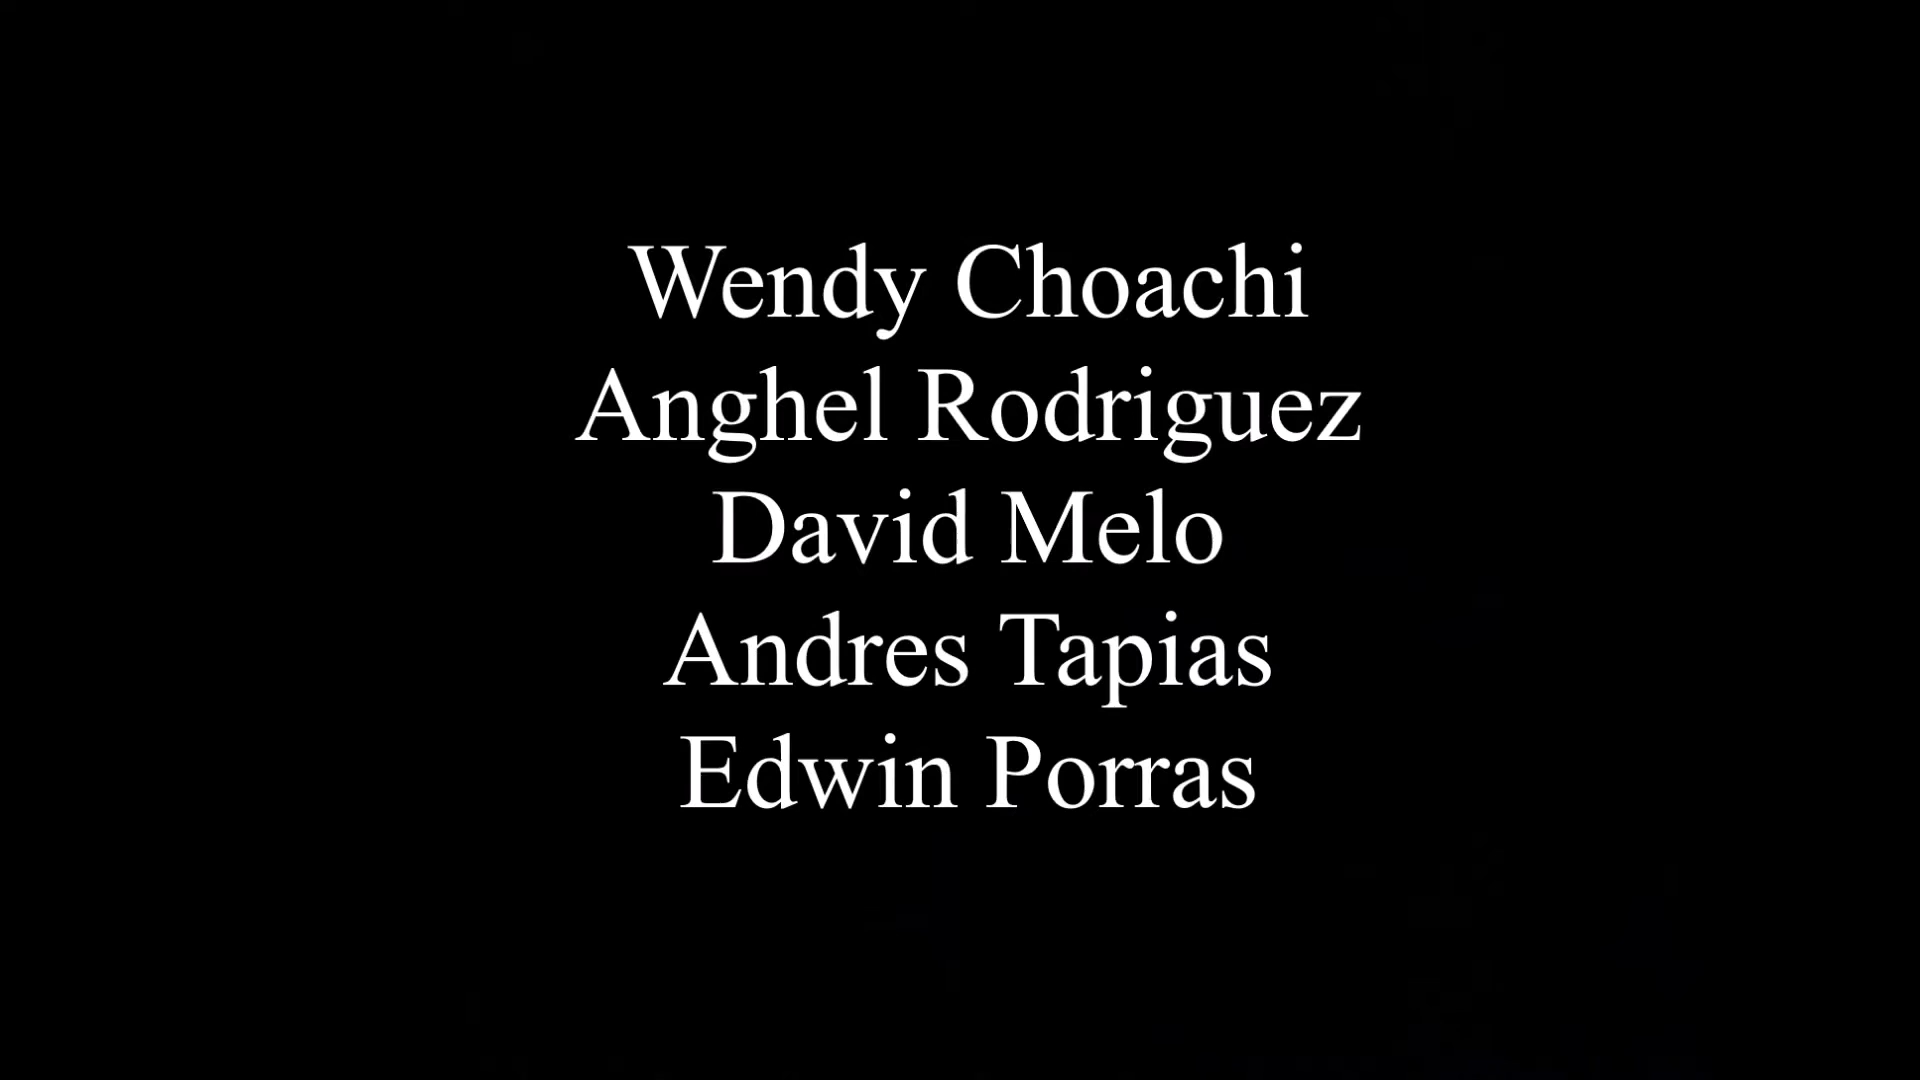 Wendy Choachi
Anghel Rodriguez
David Melo
Andres Tapias
Edwin Porras